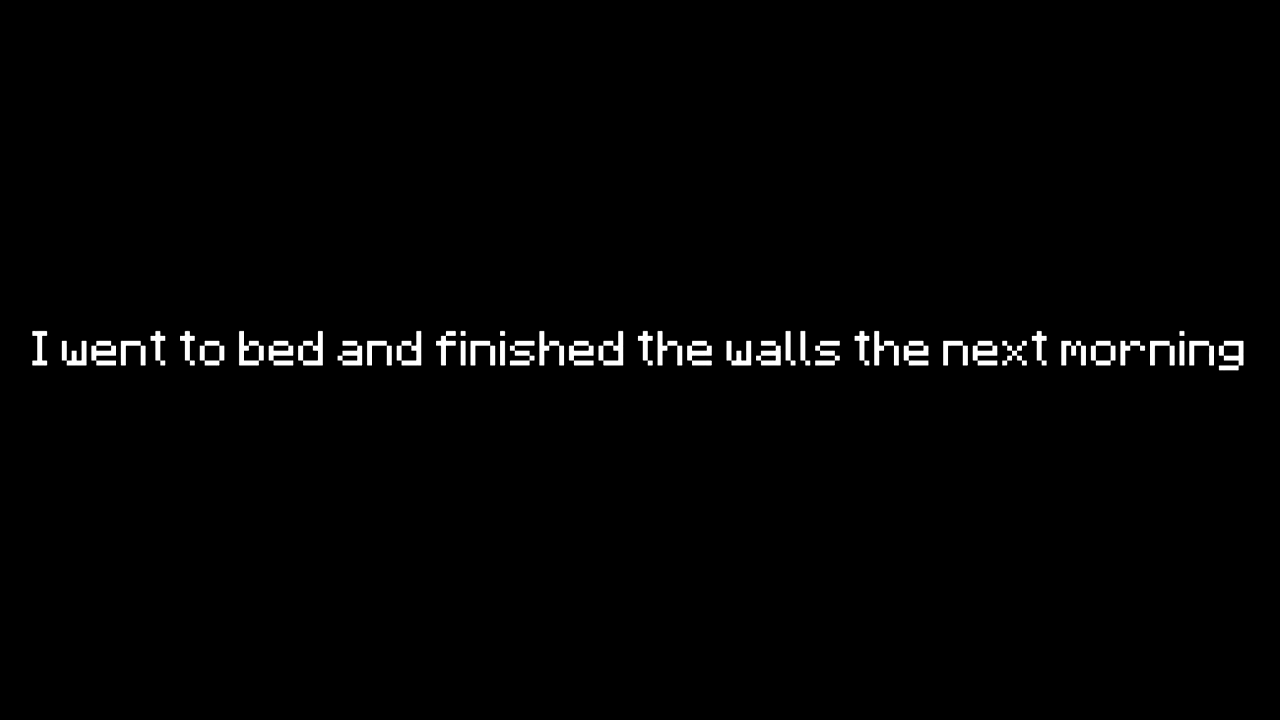 I went to bed and finished the walls the next morning